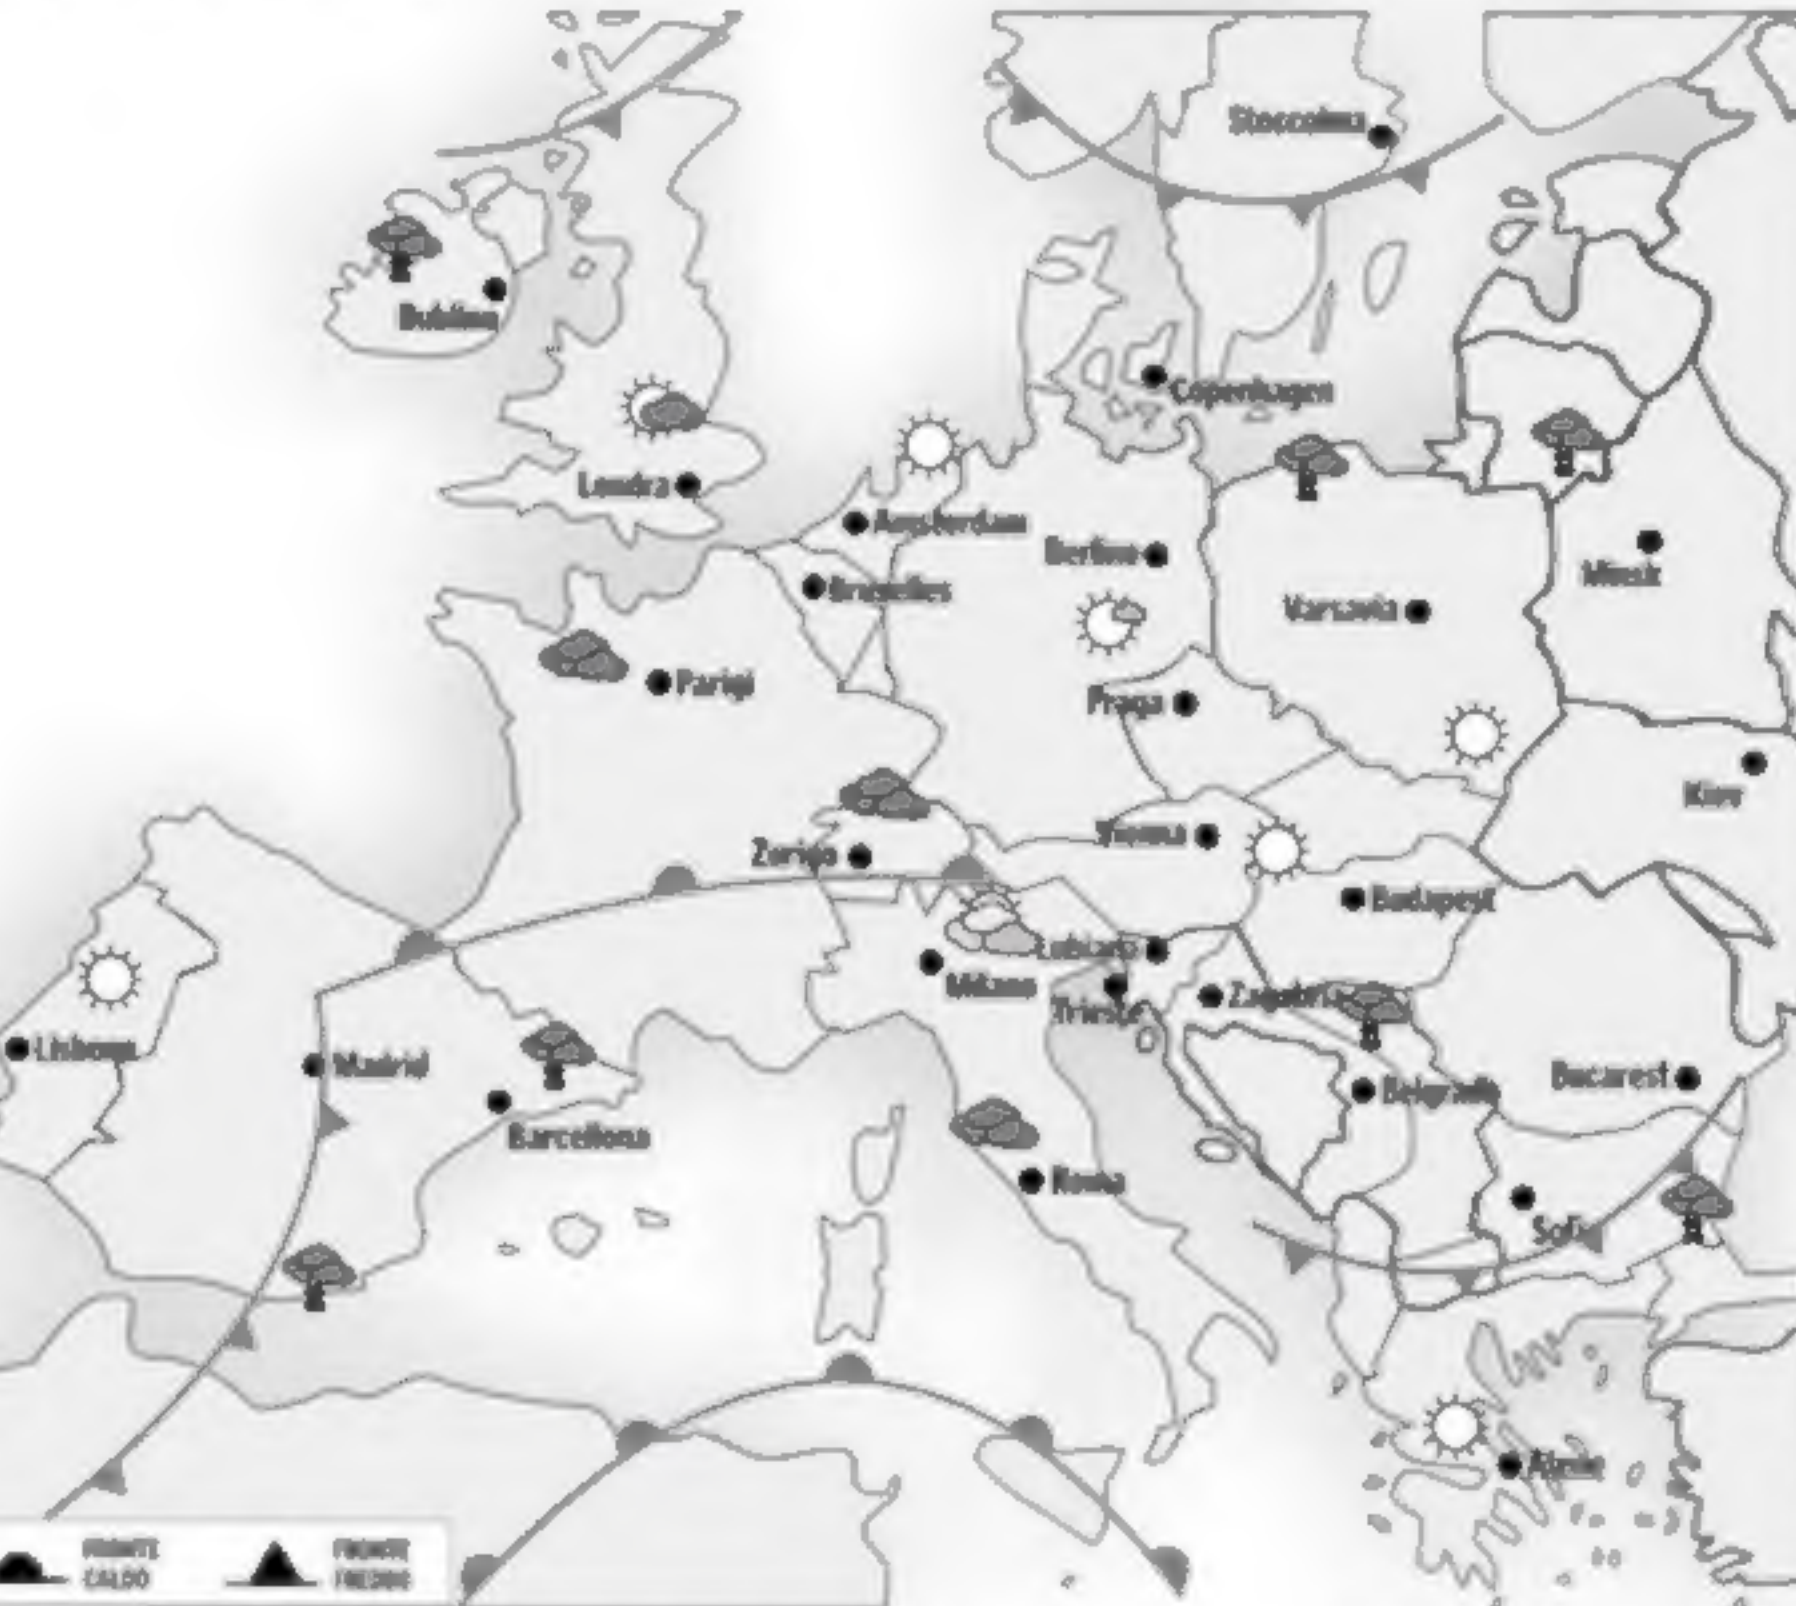 Stoccolma
Dublino
Copenhagen
Londra
Amsterdam
Berlino
Minsk
Bruxelles
Varsavia
Parigi
Praga
Kiev
Vienna
Zurigo
Budapest
Lubiana
Milano
Zagabria
Trieste
Lisbona
Madrid
Bucarest
Belgrado
Barcellona
Roma
Sofia
Atene
FRONTE
CALDO
FRONTE
FREDDO